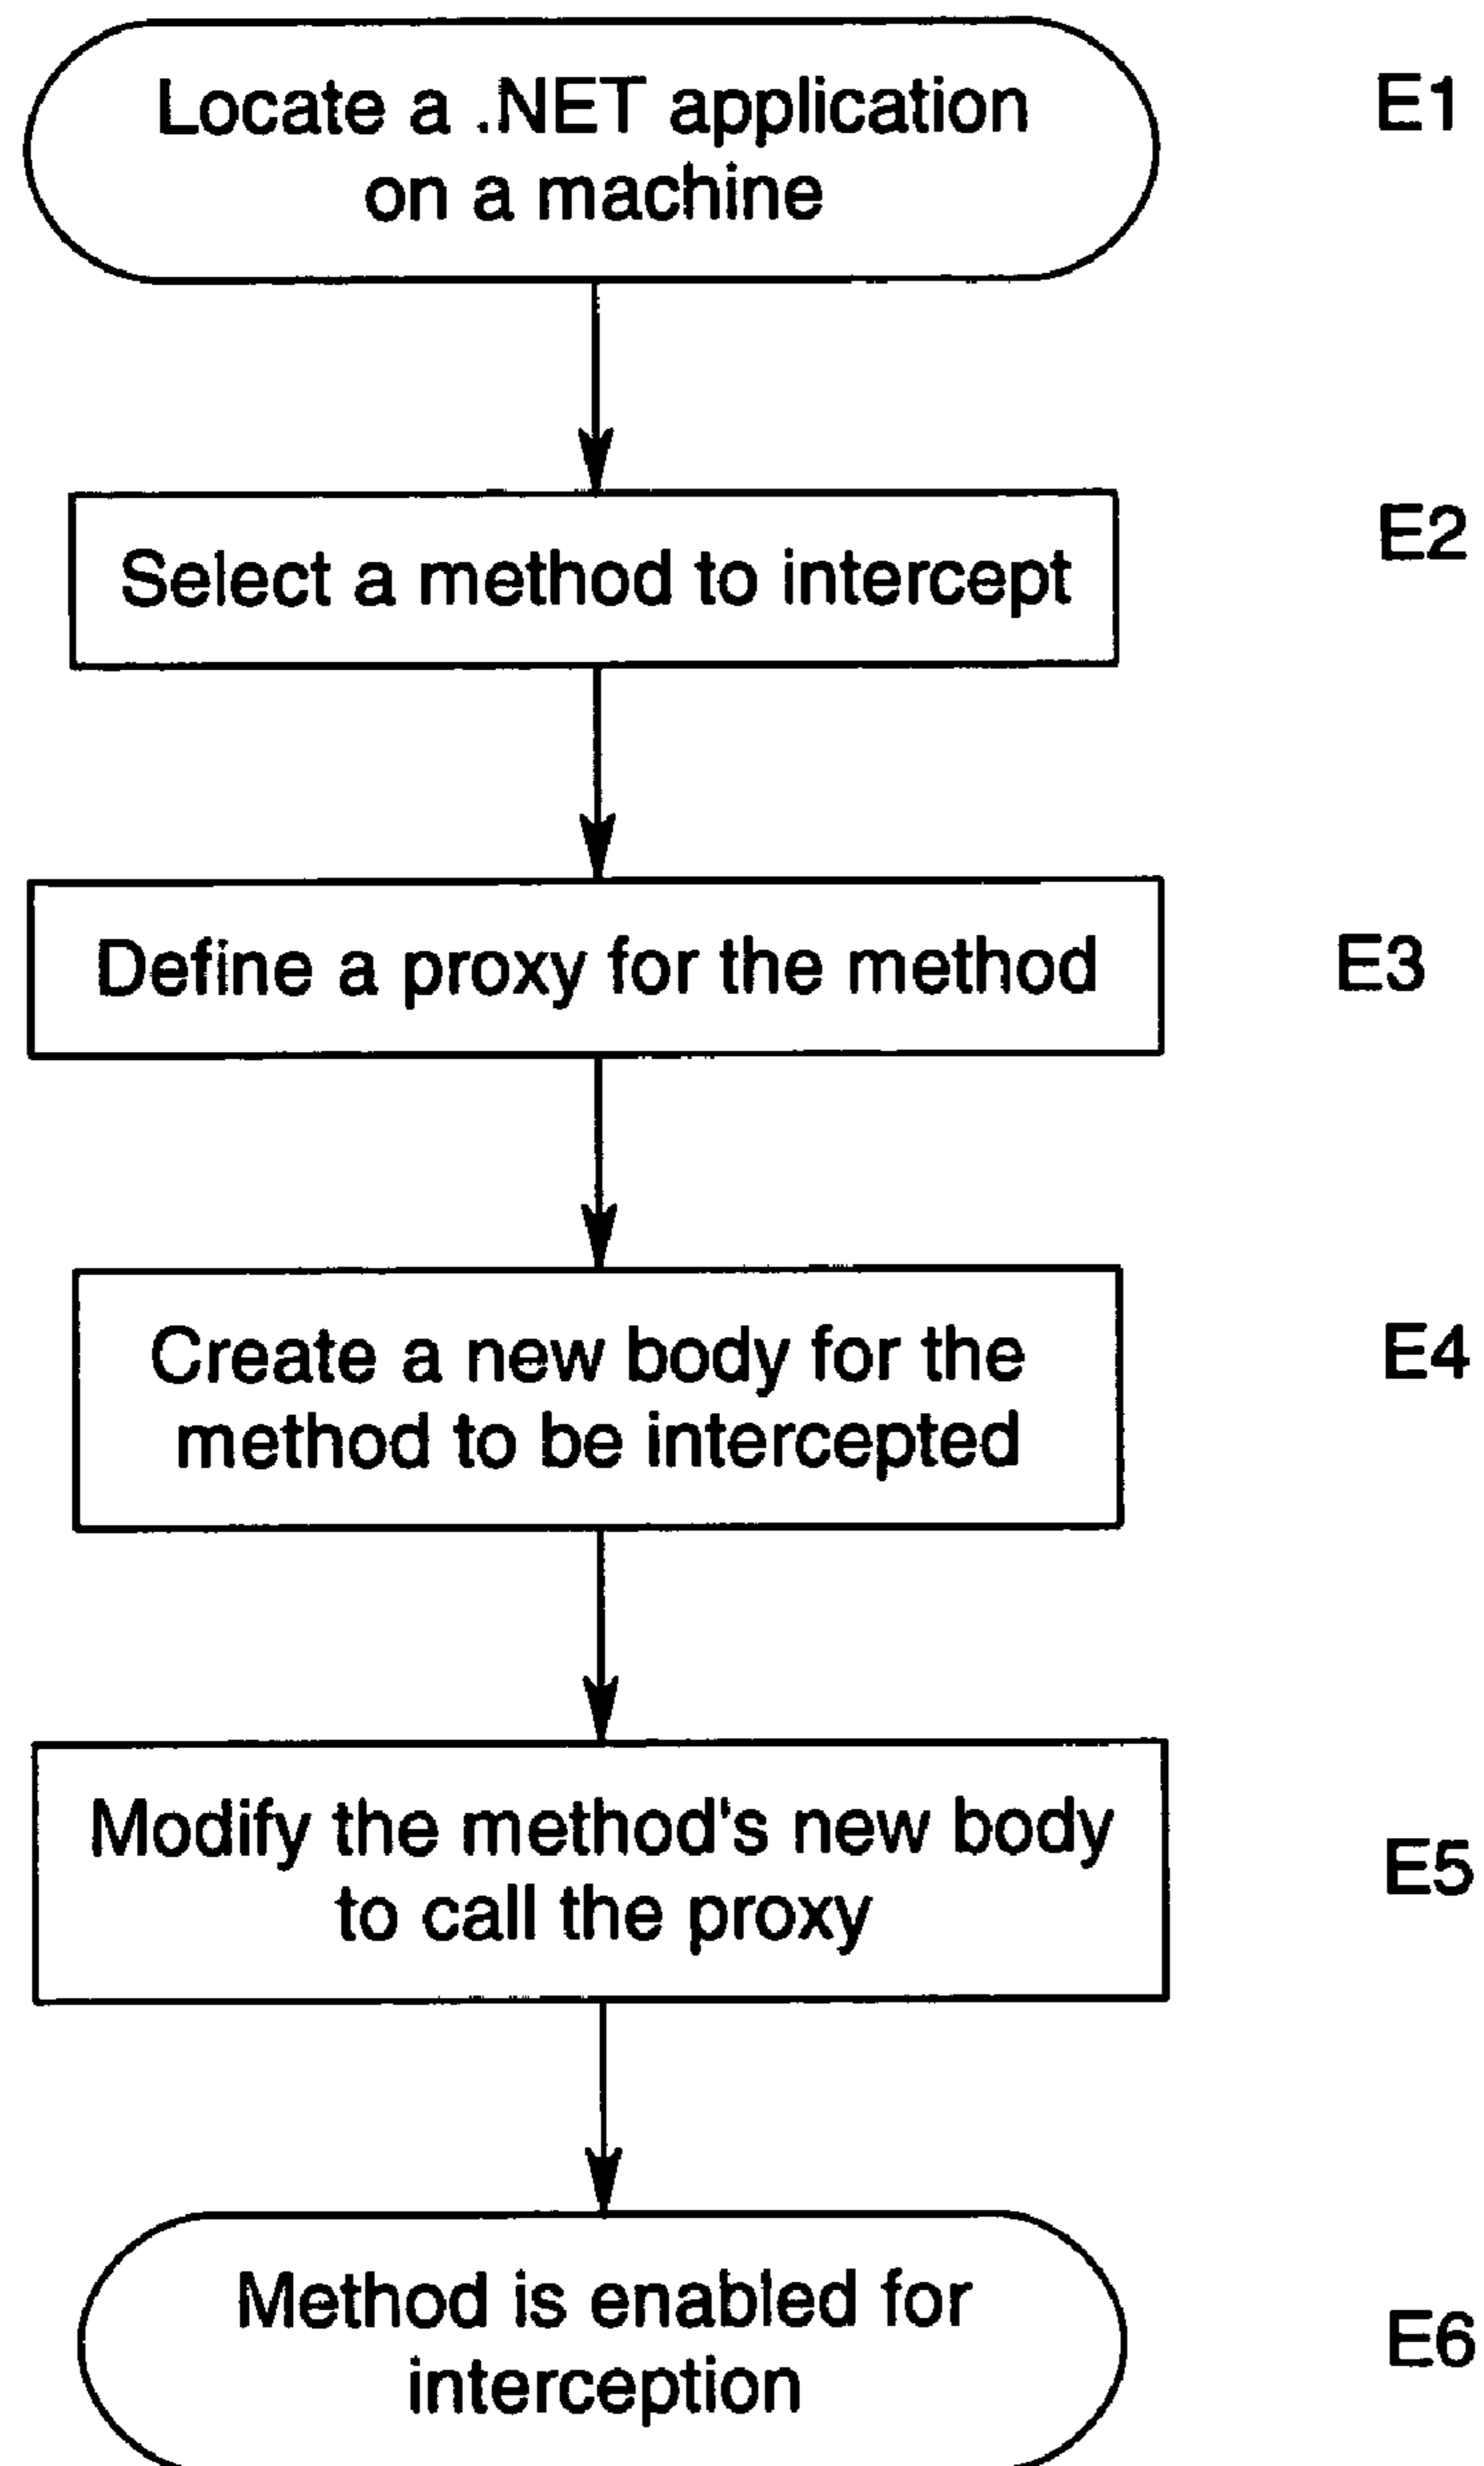 Locate a .NET application
on a machine
E1
Select a method to intercept
E2
Define a proxy for the method
E3
Create a new body for the
method to be intercepted
E4
Modify the method's new body
to call the proxy
E5
Method is enabled for
interception
E6